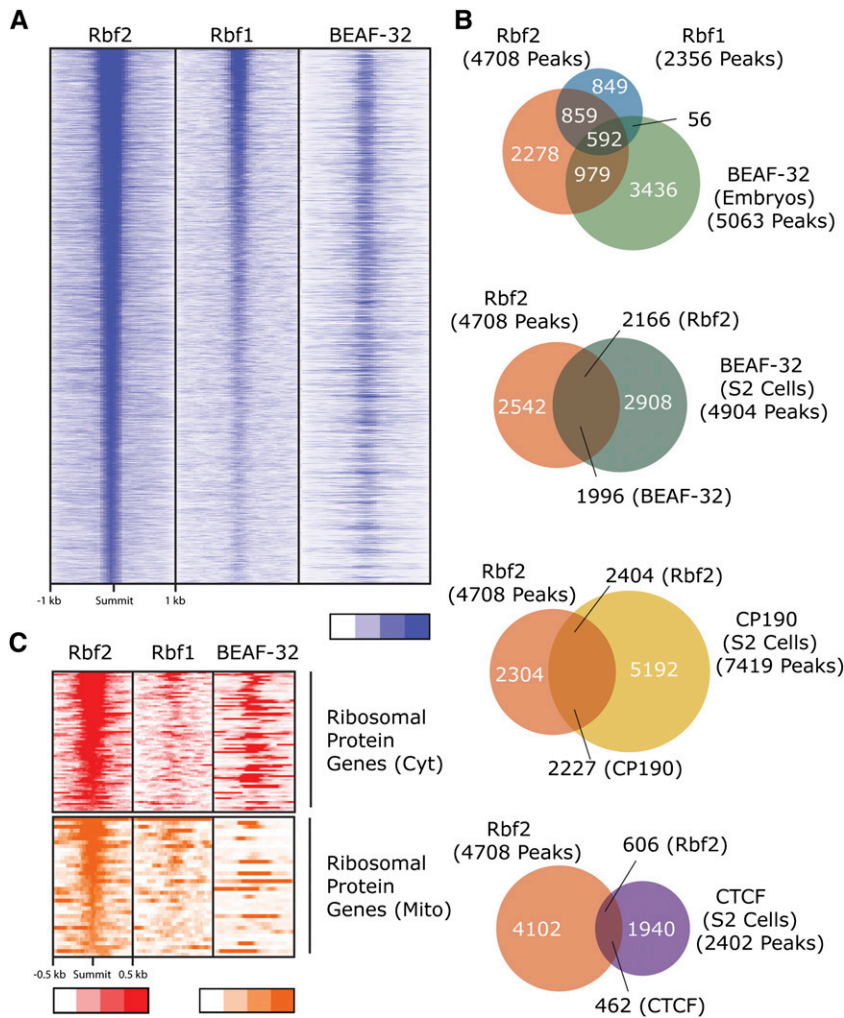 A
Rbf2
Rbf1
BEAF-32
-1 kb
Summit
1 kb
B
Rbf2
(4708 Peaks)
Rbf1
(2356 Peaks)
849
859
56
592
2278
979
3436
BEAF-32
(Embryos)
(5063 Peaks)
Rbf2
(4708 Peaks)
2166 (Rbf2)
2542
2908
BEAF-32
(S2 Cells)
(4904 Peaks)
1996 (BEAF-32)
Rbf2
(4708 Peaks)
2404 (Rbf2)
2304
5192
CP190
(S2 Cells)
(7419 Peaks)
2227 (CP190)
Rbf2
(4708 Peaks)
606 (Rbf2)
4102
1940
CTCF
(S2 Cells)
(2402 Peaks)
462 (CTCF)
C
Rbf2
Rbf1
BEAF-32
Ribosomal
Protein
Genes (Cyt)
Ribosomal
Protein
Genes (Mito)
-0.5 kb
Summit
0.5 kb